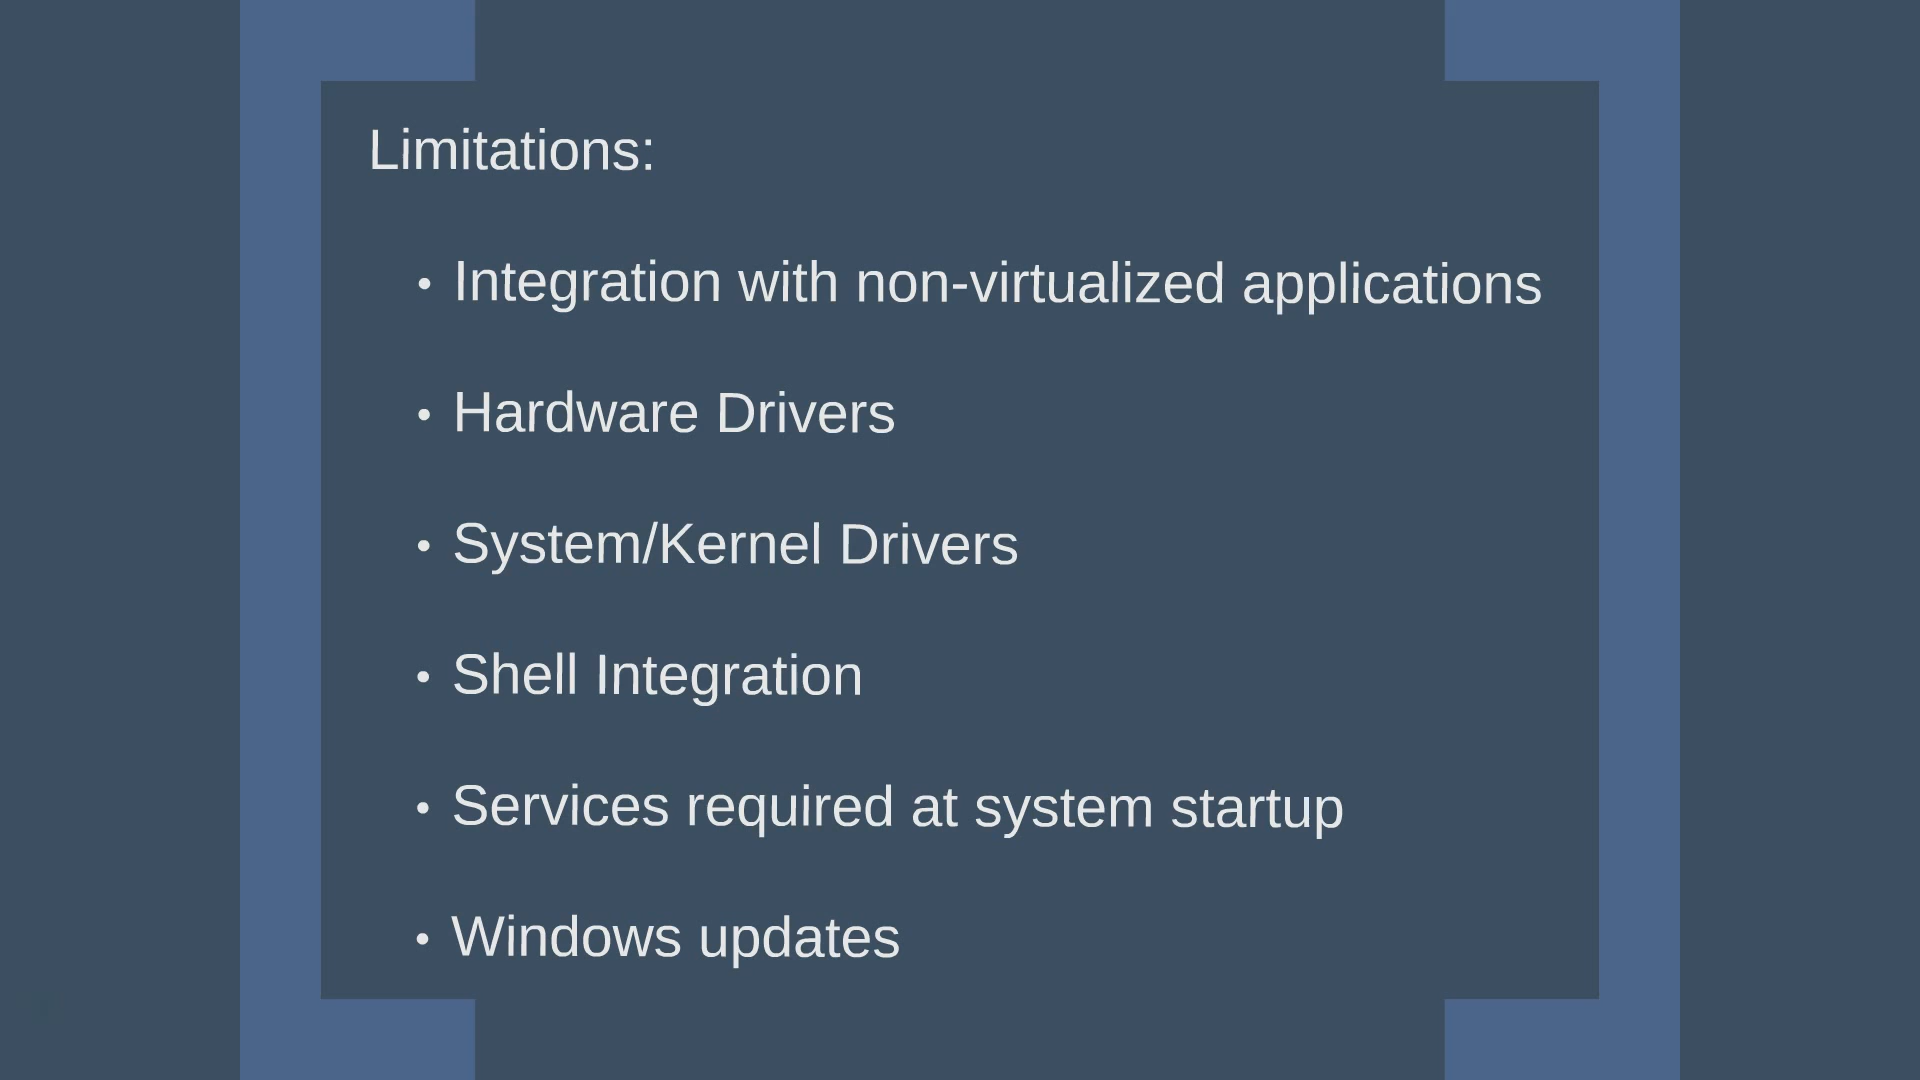 Limitations:
• Integration with non-virtualized applications
• Hardware Drivers
• System/Kernel Drivers
• Shell Integration
• Services required at system startup
• Windows updates